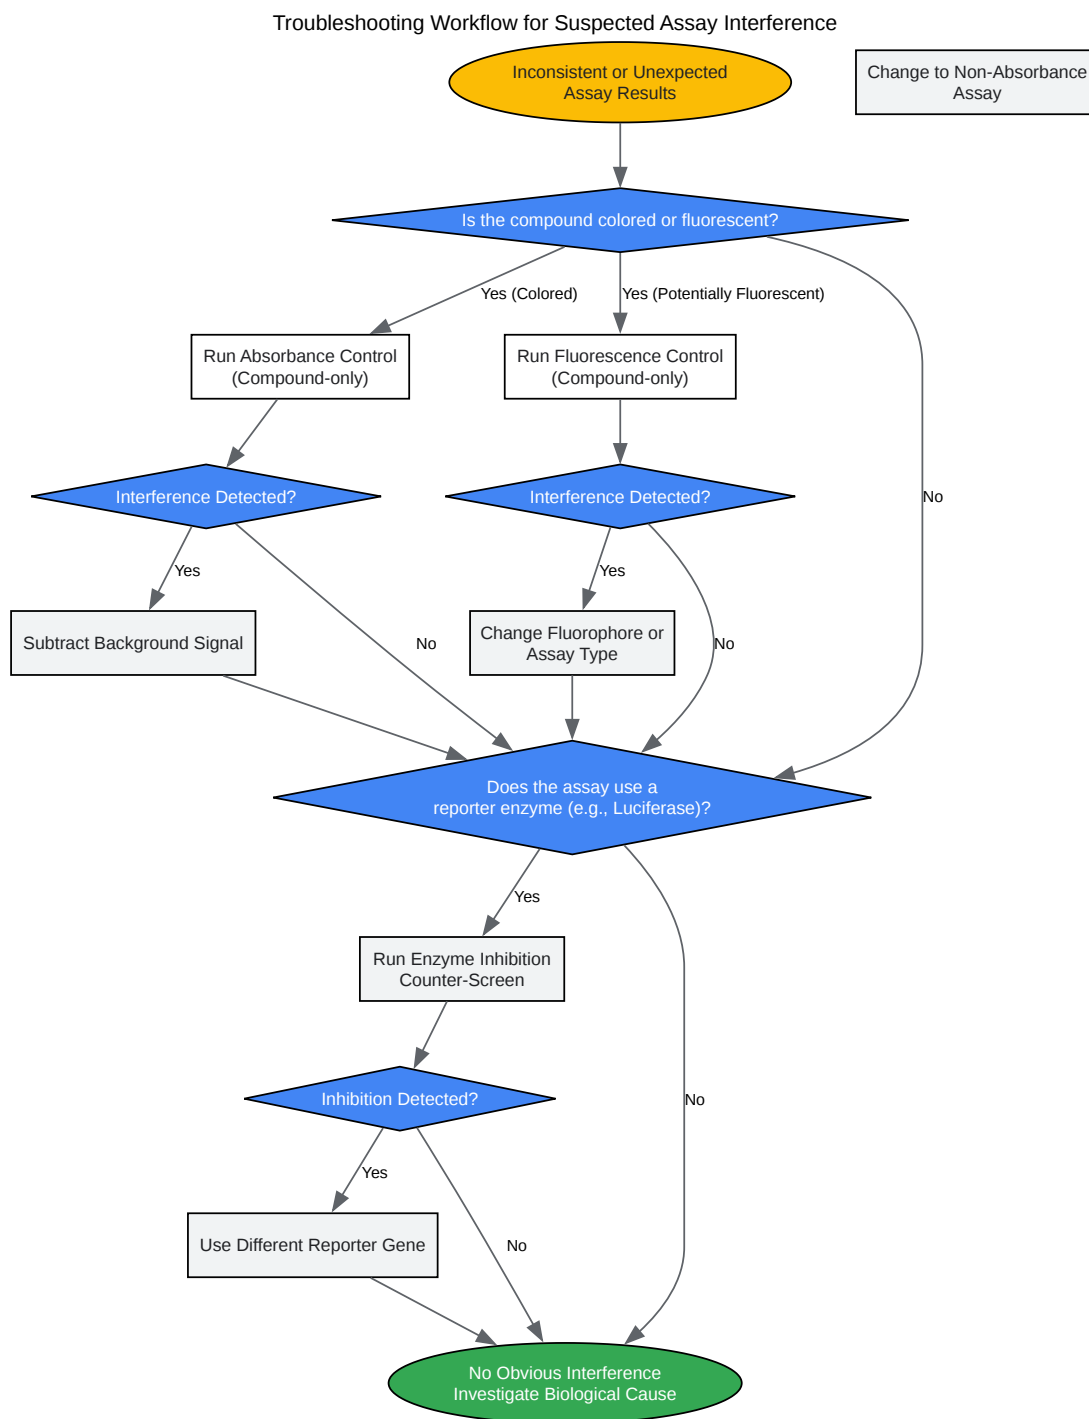 Troubleshooting Workflow for Suspected Assay Interference
Inconsistent or Unexpected
Assay Results
Change to Non-Absorbance
Assay
Is the compound colored or fluorescent?
Yes (Colored)
Yes (Potentially Fluorescent)
Run Absorbance Control
(Compound-only)
Run Fluorescence Control
(Compound-only)
Interference Detected?
Interference Detected?
No
Yes
Yes
Subtract Background Signal
No
Change Fluorophore or
Assay Type
No
Does the assay use a
reporter enzyme (e.g., Luciferase)?
Yes
Run Enzyme Inhibition
Counter-Screen
Inhibition Detected?
No
Yes
Use Different Reporter Gene
No
No Obvious Interference
Investigate Biological Cause